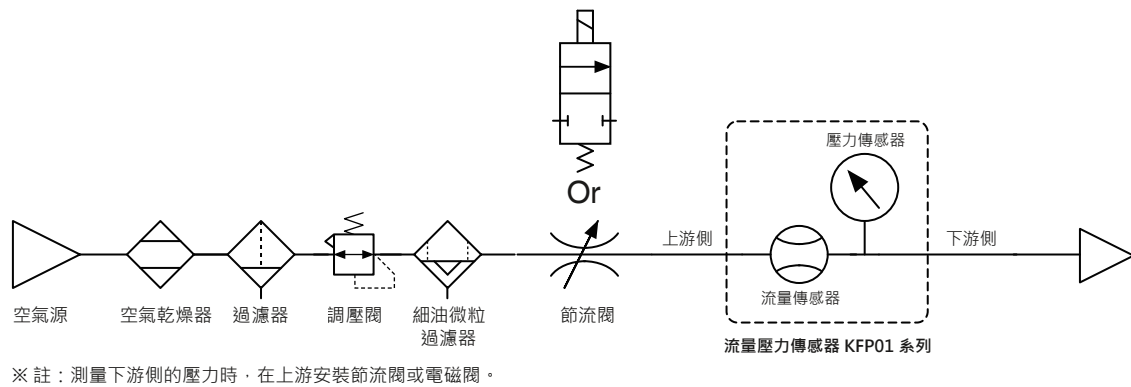 Or
壓力傳感器
上游側
下游側
流量傳感器
空氣源
空氣乾燥器
過濾器
調壓閥
細油微粒
過濾器
節流閥
流量壓力傳感器 KFP01 系列
※ 註：測量下游側的壓力時，在上游安裝節流閥或電磁閥。